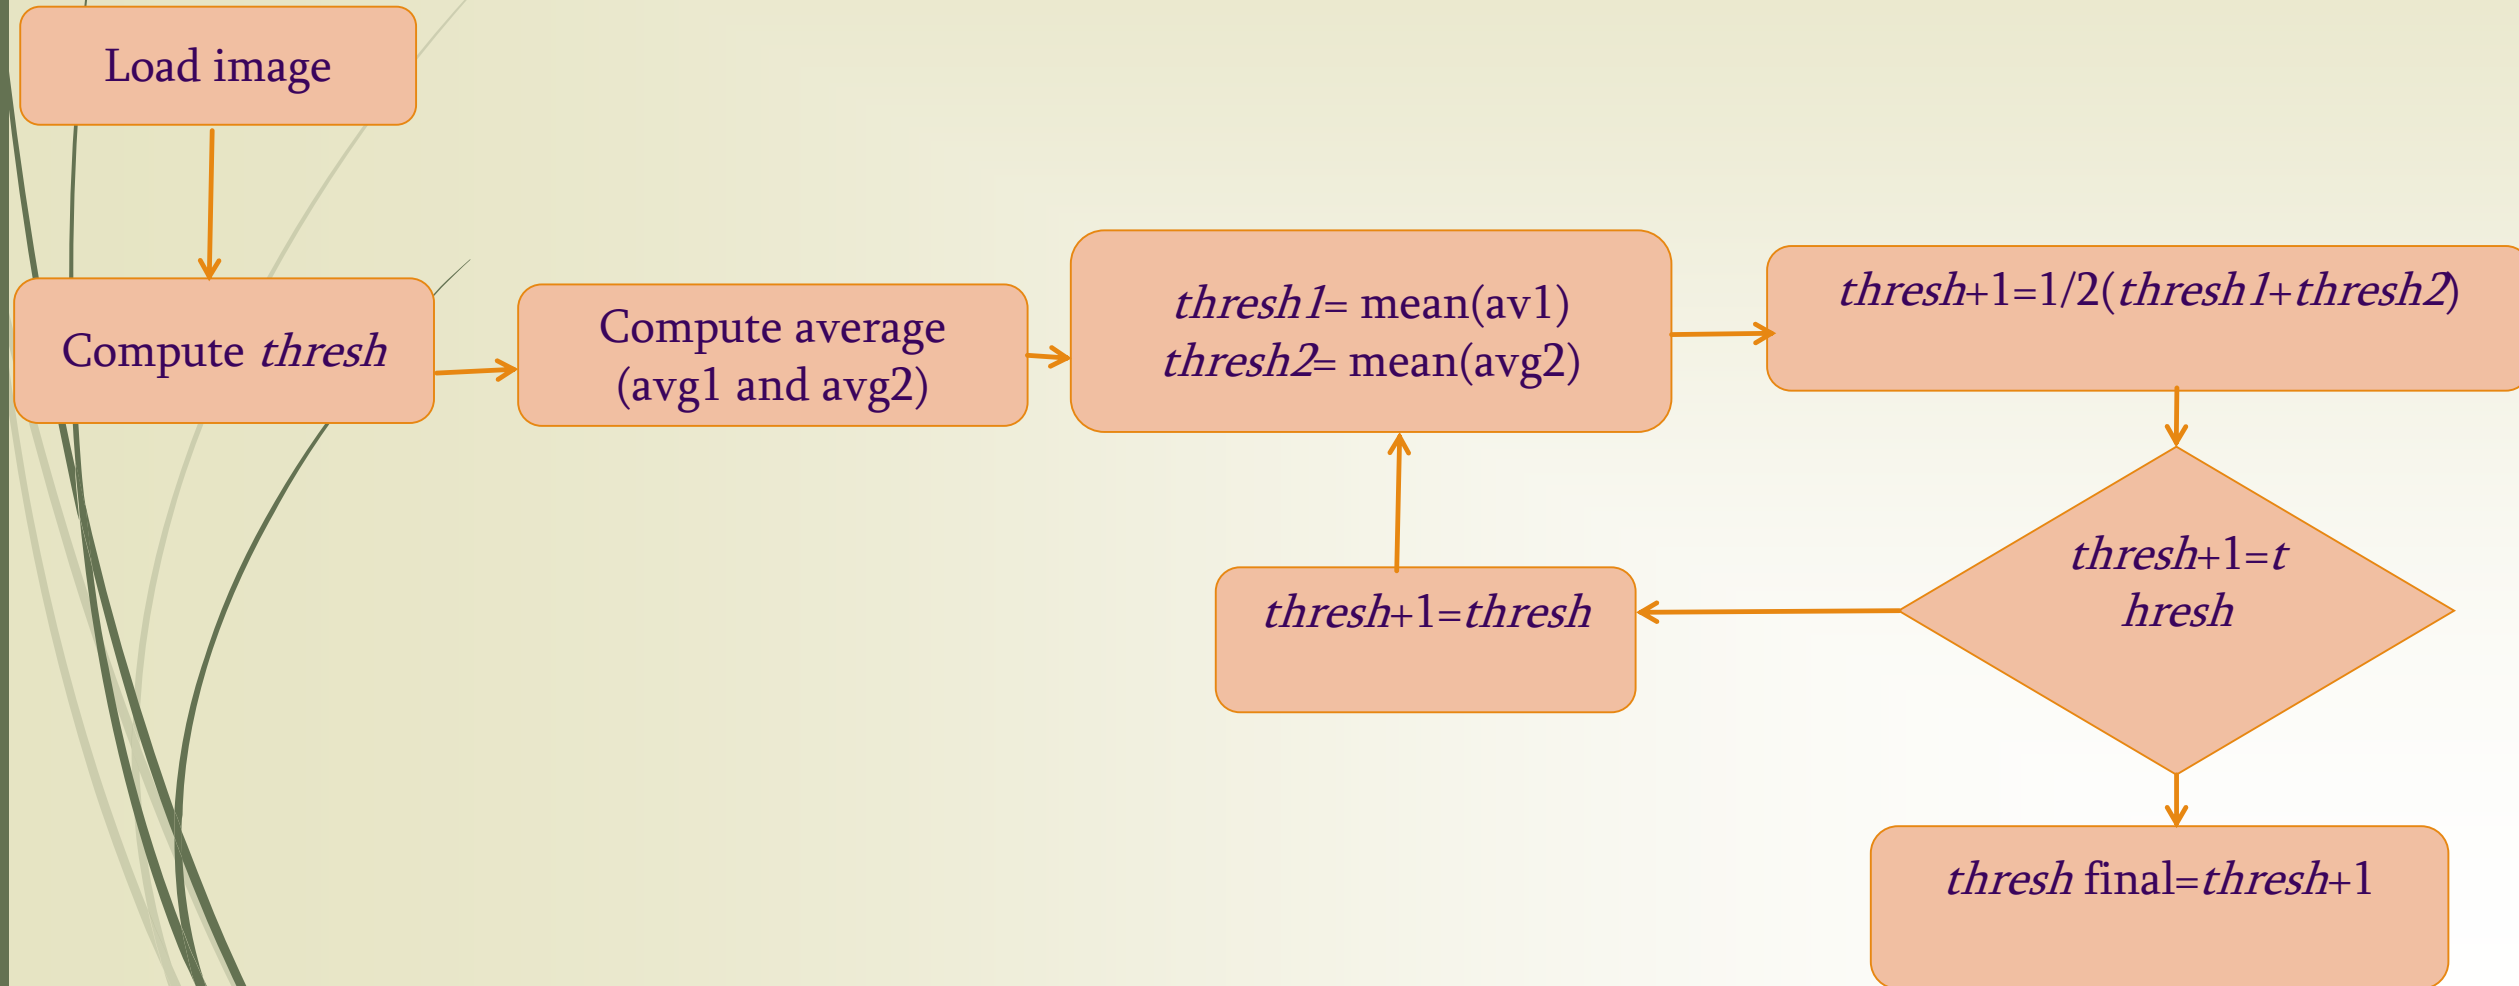 Load image
Compute thresh
Compute average
(avg1 and avg2)
thresh1= mean(av1)
thresh2= mean(avg2)
thresh+1=1/2(thresh1+thresh2)
thresh+1=t
hresh
thresh+1=thresh
thresh final=thresh+1